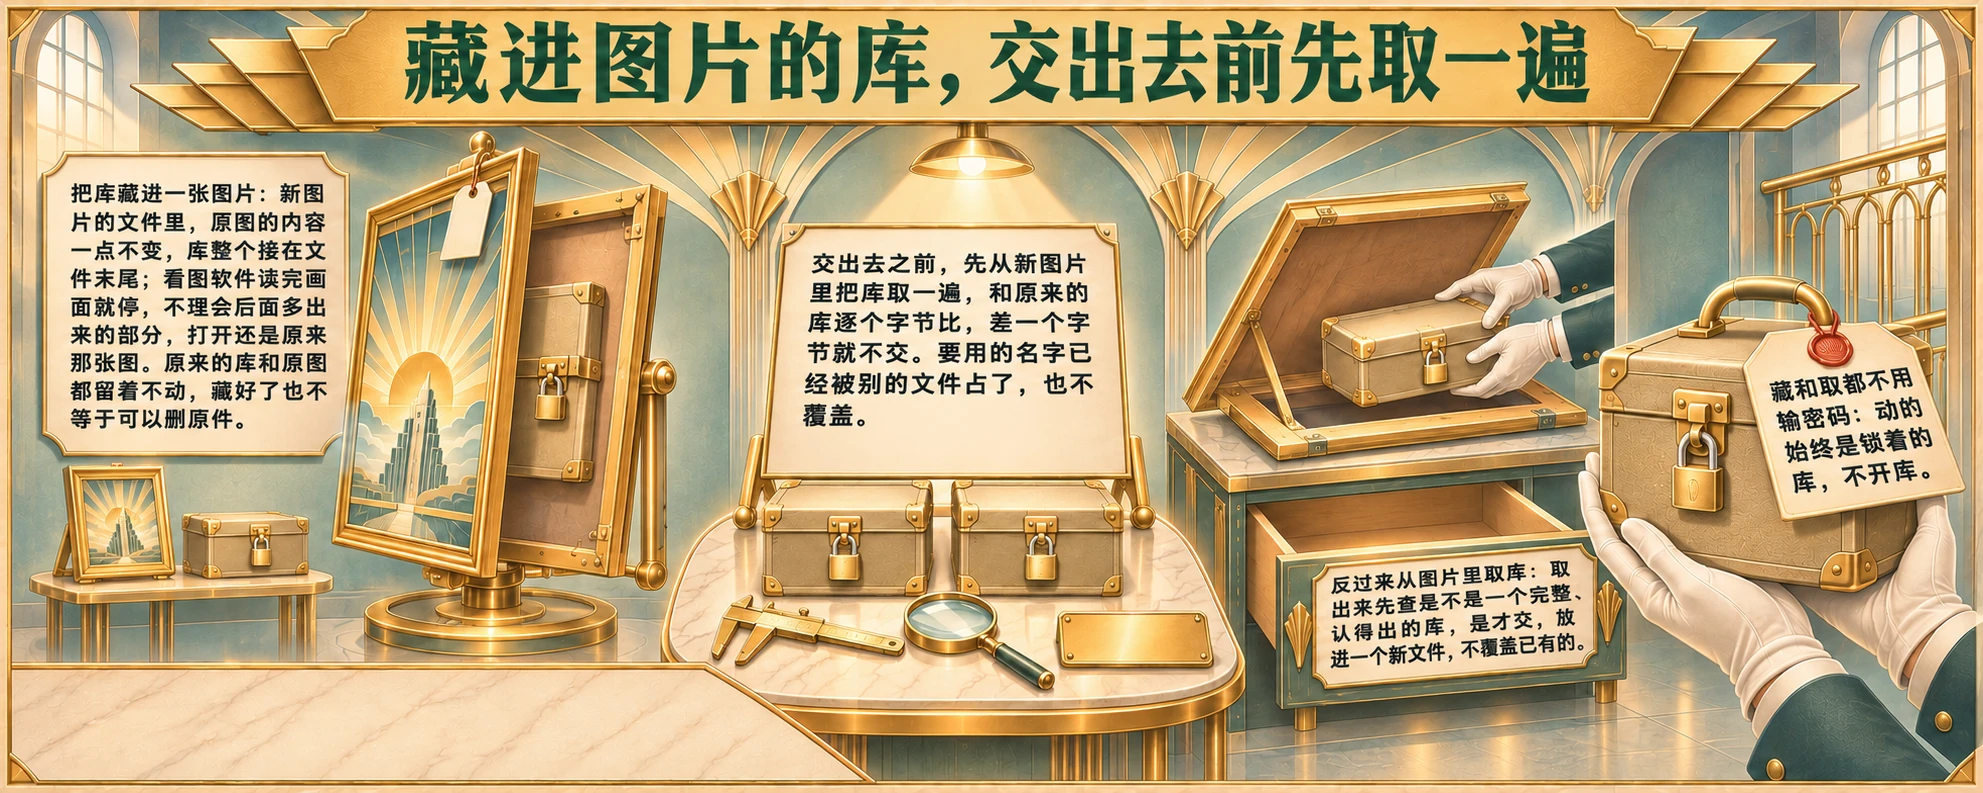 藏进图片的库，交出去前先取一遍
把库藏进一张图片：新图
片的文件里，原图的内容
一点不变，库整个接在文
件末尾；看图软件读完画
面就停，不理会后面多出
来的部分，打开还是原来
那张图。原来的库和原图
都留着不动，藏好了也不
等于可以删原件。
交出去之前，先从新图片
里把库取一遍，和原来的
库逐个字节比，差一个字
节就不交。要用的名字已
经被别的文件占了，也不
覆盖。
反过来从图片里取库：取
出来先查是不是一个完整、
认得出的库，是才交，放
进一个新文件，不覆盖已有的。
藏和取都不用
输密码：动的
始终是锁着的
库，不开库。